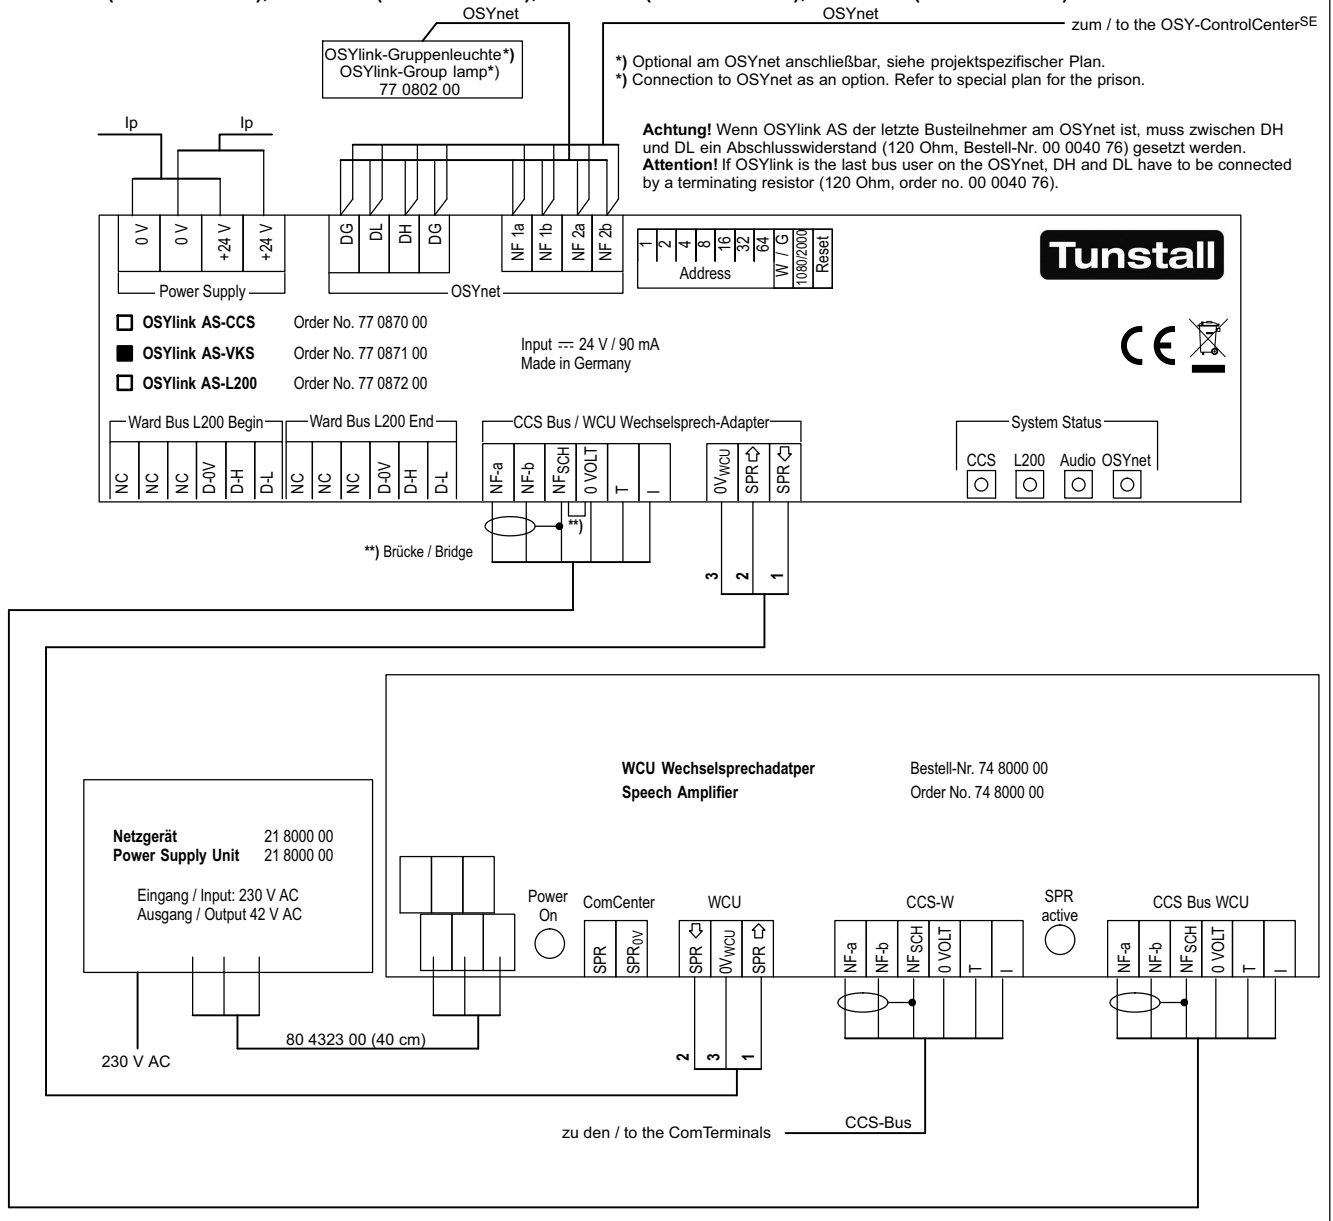 OSYnet
OSYnet
zum / to the OSY-ControlCenterSE
OSYlink-Gruppenleuchte*)
OSYlink-Group lamp*)
77 0802 00
*) Optional am OSYnet anschließbar, siehe projektspezifischer Plan.
*) Connection to OSYnet as an option. Refer to special plan for the prison.
Ip
Ip
Achtung! Wenn OSYlink AS der letzte Busteilnehmer am OSYnet ist, muss zwischen DH
und DL ein Abschlusswiderstand (120 Ohm, Bestell-Nr. 00 0040 76) gesetzt werden.
Attention! If OSYlink is the last bus user on the OSYnet, DH and DL have to be connected
by a terminating resistor (120 Ohm, order no. 00 0040 76).
0 V
0 V
+24 V
+24 V
DG
DL
DH
DG
NF 1a
NF 1b
NF 2a
NF 2b
1
2
4
8
16
32
64
W / G
1080/2000
Reset
Address
Tunstall
Power Supply
OSYnet
OSYlink AS-CCS Order No. 77 0870 00
OSYlink AS-VKS Order No. 77 0871 00
OSYlink AS-L200 Order No. 77 0872 00
Input 24 V / 90 mA
Made in Germany
CE
Ward Bus L200 Begin
Ward Bus L200 End
CCS Bus / WCU Wechselsprech-Adapter
System Status
NC
NC
NC
D-0V
D-H
D-L
NC
NC
NC
D-0V
D-H
D-L
NF-a
NF-b
NFSCH
0 VOLT
T
I
0VWCU
SPR
SPR
CCS
L200
Audio
OSYnet
**)
**) Brücke / Bridge
3
2
1
WCU Wechselsprechadatper Bestell-Nr. 74 8000 00
Speech Amplifier Order No. 74 8000 00
Netzgerät 21 8000 00
Power Supply Unit 21 8000 00
Eingang / Input: 230 V AC
Ausgang / Output 42 V AC
Power
On
ComCenter
WCU
CCS-W
SPR
active
CCS Bus WCU
SPR
SPR0V
SPR
0VWCU
SPR
NF-a
NF-b
NFSCH
0 VOLT
T
I
NF-a
NF-b
NFSCH
0 VOLT
T
I
80 4323 00 (40 cm)
230 V AC
2
3
1
zu den / to the ComTerminals
CCS-Bus